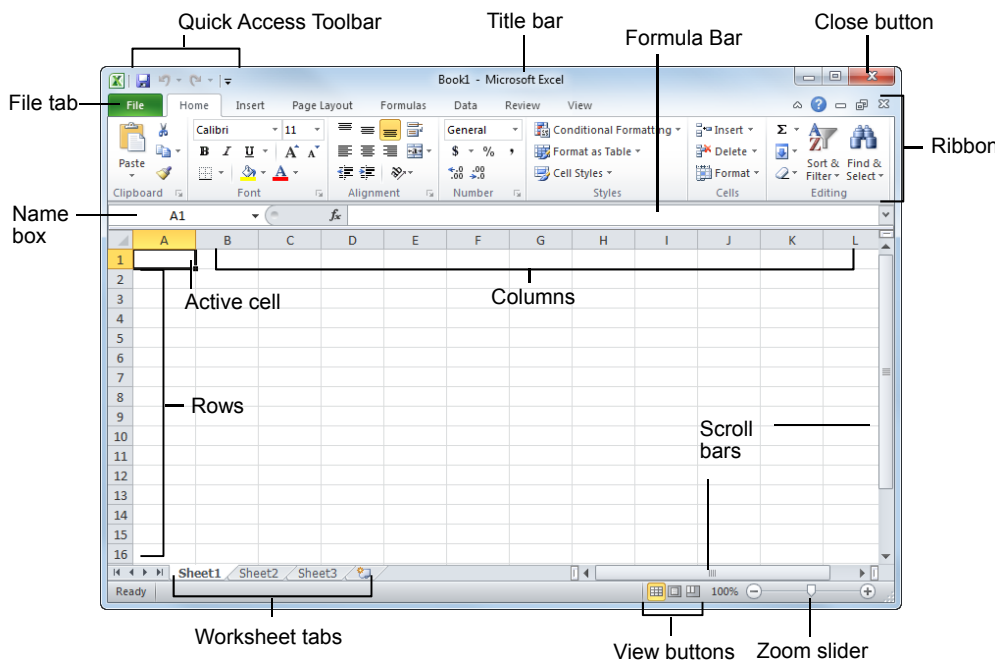 Quick Access Toolbar
Title bar
Close button
Formula Bar
Book1 - Microsoft Excel
File tab
File Home Insert Page Layout Formulas Data Review View
Calibri 11 General Conditional Formatting Insert Σ
Paste B I U A A $ % , Format as Table Delete Sort & Find &
A .00 .00 Cell Styles Format Filter Select
Clipboard Font Alignment Number Styles Cells Editing
Ribbon
Name
box
A1 fx
A B C D E F G H I J K L
1
2
Active cell
Columns
3
4
5
6
7
8
Rows
9
Scroll
bars
10
11
12
13
14
15
16
Sheet1 Sheet2 Sheet3
Ready 100%
Worksheet tabs
View buttons
Zoom slider